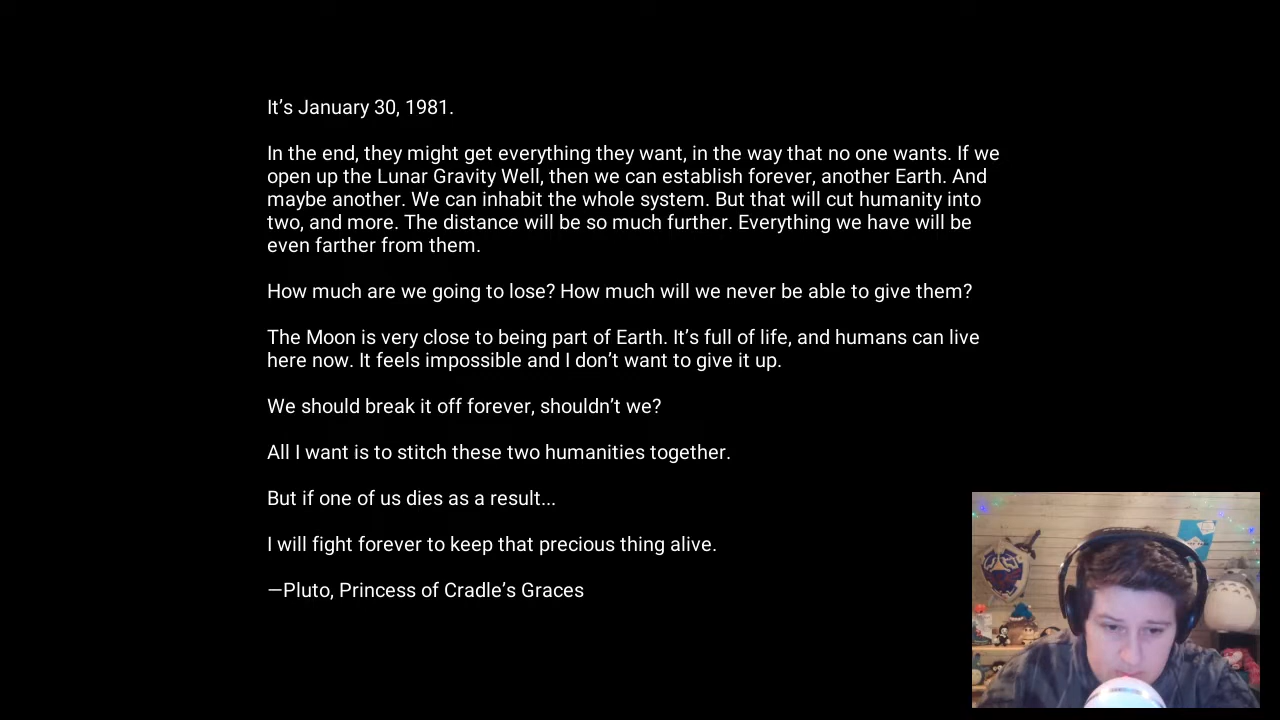 It’s January 30, 1981.
In the end, they might get everything they want, in the way that no one wants. If we
open up the Lunar Gravity Well, then we can establish forever, another Earth. And
maybe another. We can inhabit the whole system. But that will cut humanity into
two, and more. The distance will be so much further. Everything we have will be
even farther from them.
How much are we going to lose? How much will we never be able to give them?
The Moon is very close to being part of Earth. It’s full of life, and humans can live
here now. It feels impossible and I don’t want to give it up.
We should break it off forever, shouldn’t we?
All I want is to stitch these two humanities together.
But if one of us dies as a result...
I will fight forever to keep that precious thing alive.
—Pluto, Princess of Cradle’s Graces